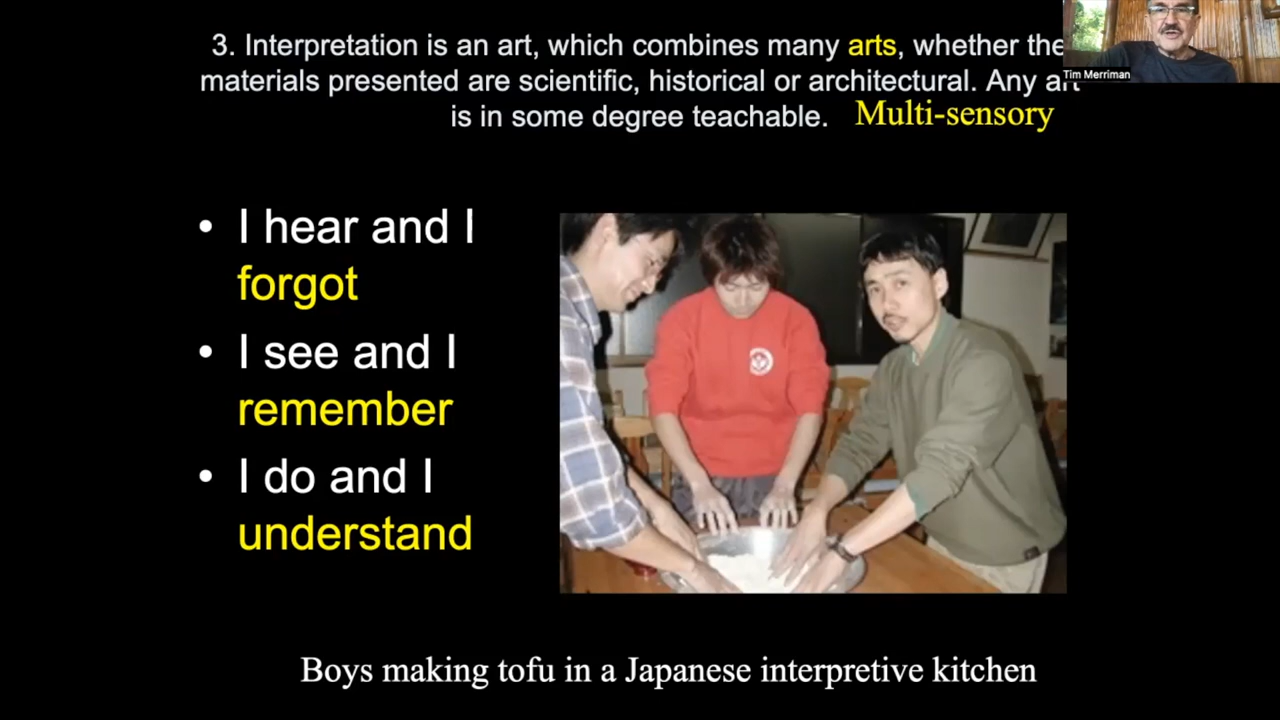 3. Interpretation is an art, which combines many arts, whether the
materials presented are scientific, historical or architectural. Any art
is in some degree teachable. Multi-sensory
Tim Merriman
• I hear and I
forgot
• I see and I
remember
• I do and I
understand
Boys making tofu in a Japanese interpretive kitchen